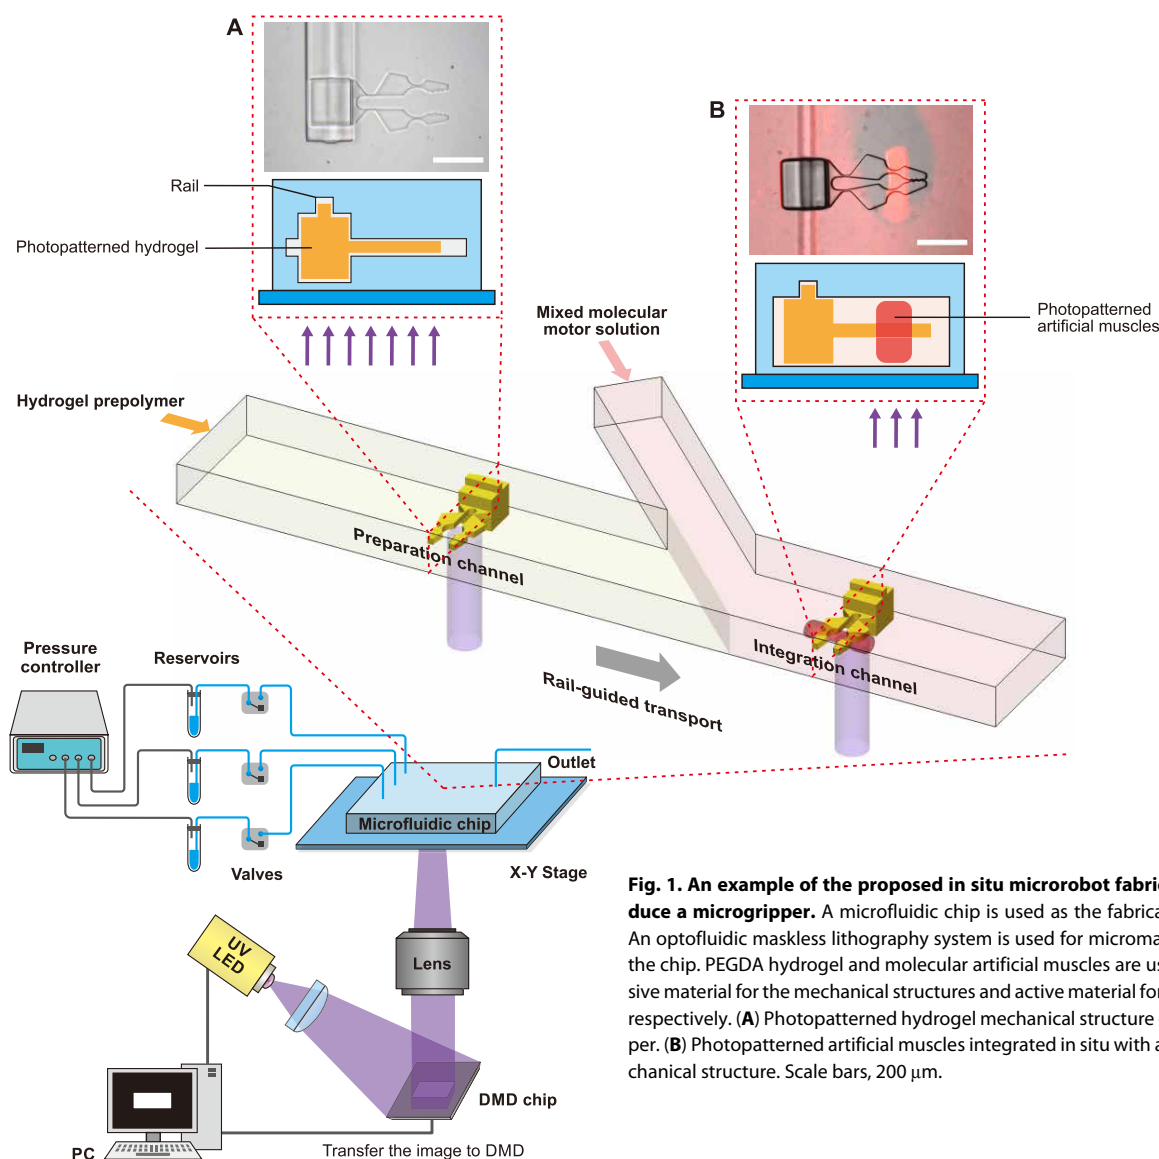 A
Rail
Photopatterned hydrogel
B
Photopatterned
artificial muscles
Mixed molecular
motor solution
Hydrogel prepolymer
Preparation channel
Integration channel
Rail-guided transport
Pressure
controller
Reservoirs
Valves
Outlet
Microfluidic chip
X-Y Stage
UV
LED
Lens
DMD chip
PC
Transfer the image to DMD
Fig. 1. An example of the proposed in situ microrobot fabric
duce a microgripper. A microfluidic chip is used as the fabrica
An optofluidic maskless lithography system is used for microma
the chip. PEGDA hydrogel and molecular artificial muscles are us
sive material for the mechanical structures and active material for
respectively. (A) Photopatterned hydrogel mechanical structure
per. (B) Photopatterned artificial muscles integrated in situ with a
chanical structure. Scale bars, 200 μm.